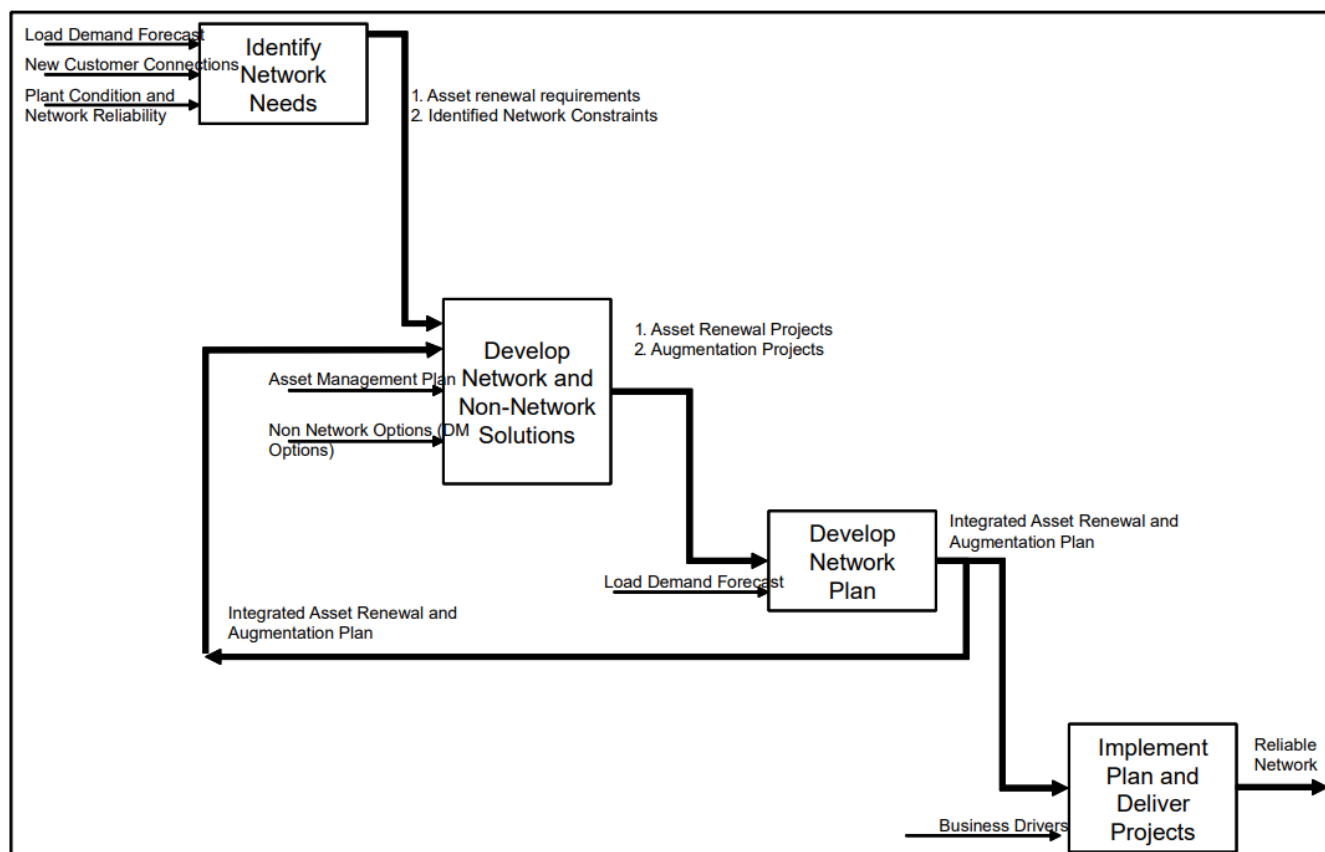 Load Demand Forecast
New Customer Connections
Plant Condition and
Network Reliability
Identify
Network
Needs
1. Asset renewal requirements
2. Identified Network Constraints
Asset Management Plan
Non Network Options (DM
Options)
Develop
Network and
Non-Network
Solutions
1. Asset Renewal Projects
2. Augmentation Projects
Load Demand Forecast
Develop
Network
Plan
Integrated Asset Renewal and
Augmentation Plan
Integrated Asset Renewal and
Augmentation Plan
Business Drivers
Implement
Plan and
Deliver
Projects
Reliable
Network